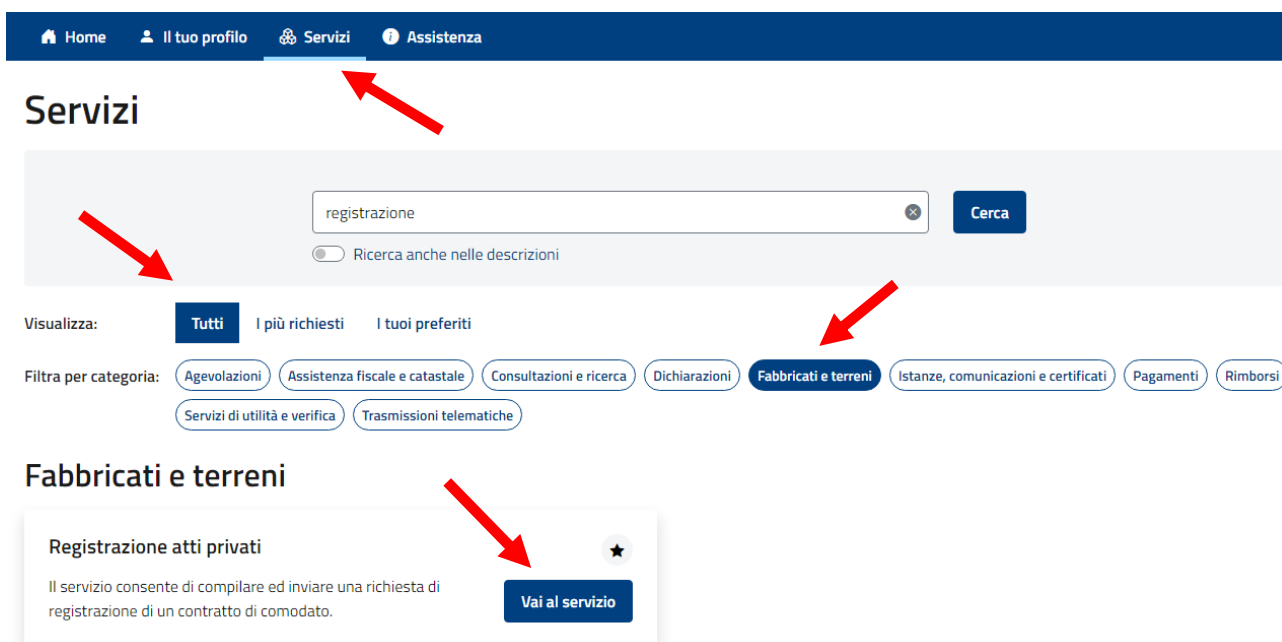 Home Il tuo profilo Servizi Assistenza
Servizi
registrazione Cerca
Ricerca anche nelle descrizioni
Visualizza: Tutti I più richiesti I tuoi preferiti
Filtra per categoria: Agevolazioni Assistenza fiscale e catastale Consultazioni e ricerca Dichiarazioni Fabbricati e terreni Istanze, comunicazioni e certificati Pagamenti Rimborsi
Servizi di utilità e verifica Trasmissioni telematiche
Fabbricati e terreni
Registrazione atti privati
Il servizio consente di compilare ed inviare una richiesta di
registrazione di un contratto di comodato.
Vai al servizio